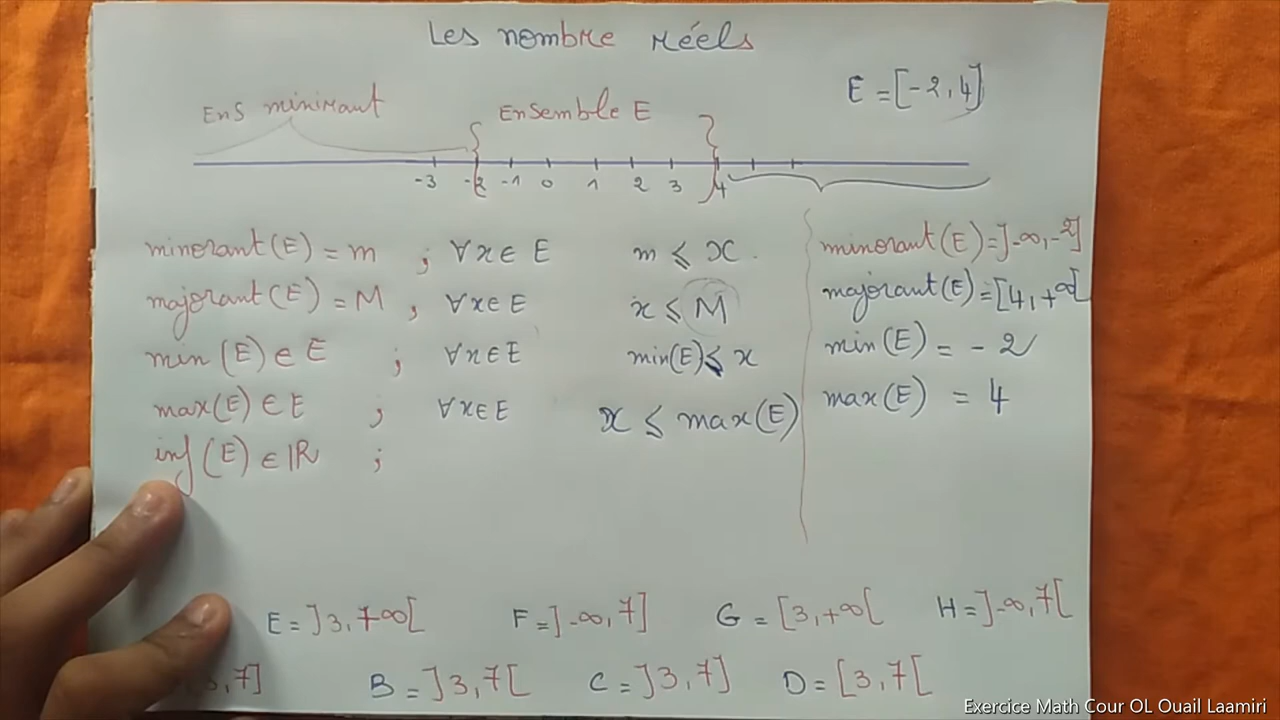 Les nombre réels
E = [-2, 4]
Ens minirant
Ensemble E
-3 -2 -1 0 1 2 3 4
minorant (E) = m ; ∀x ∈ E m ≤ x
majorant (E) = M , ∀x ∈ E x ≤ M
min (E) ∈ E ; ∀x ∈ E min(E) ≤ x
max(E) ∈ E ; ∀x ∈ E x ≤ max(E)
inf (E) ∈ ℝ ;
minorant (E) = ]-∞, -2]
majorant (E) = [4, +∞[
min (E) = - 2
max (E) = 4
E = ]3, +∞[ F = ]-∞, 7] G = [3, +∞[ H = ]-∞, 7[
3, 7] B = ]3, 7[ C = ]3, 7] D = [3, 7[
Exercice Math Cour OL Ouail Laamiri